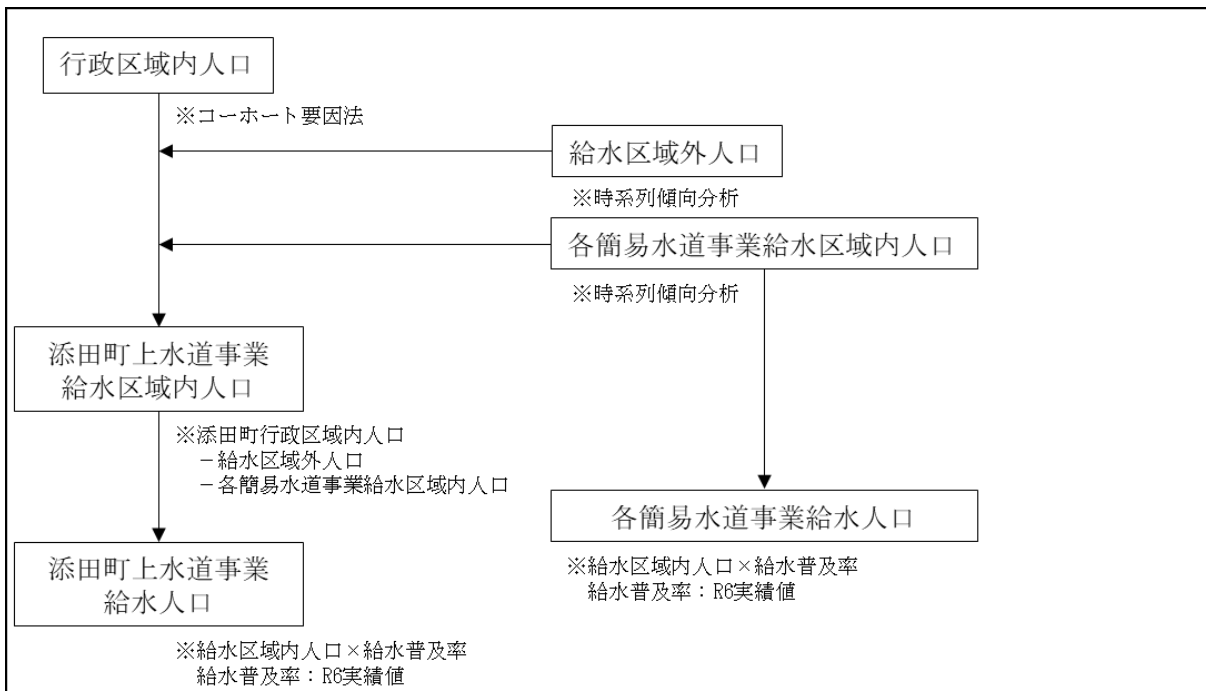 行政区域内人口
※コーホート要因法
給水区域外人口
※時系列傾向分析
各簡易水道事業給水区域内人口
※時系列傾向分析
添田町上水道事業
給水区域内人口
※添田町行政区域内人口
－給水区域外人口
－各簡易水道事業給水区域内人口
各簡易水道事業給水人口
※給水区域内人口×給水普及率
給水普及率：R6実績値
添田町上水道事業
給水人口
※給水区域内人口×給水普及率
給水普及率：R6実績値